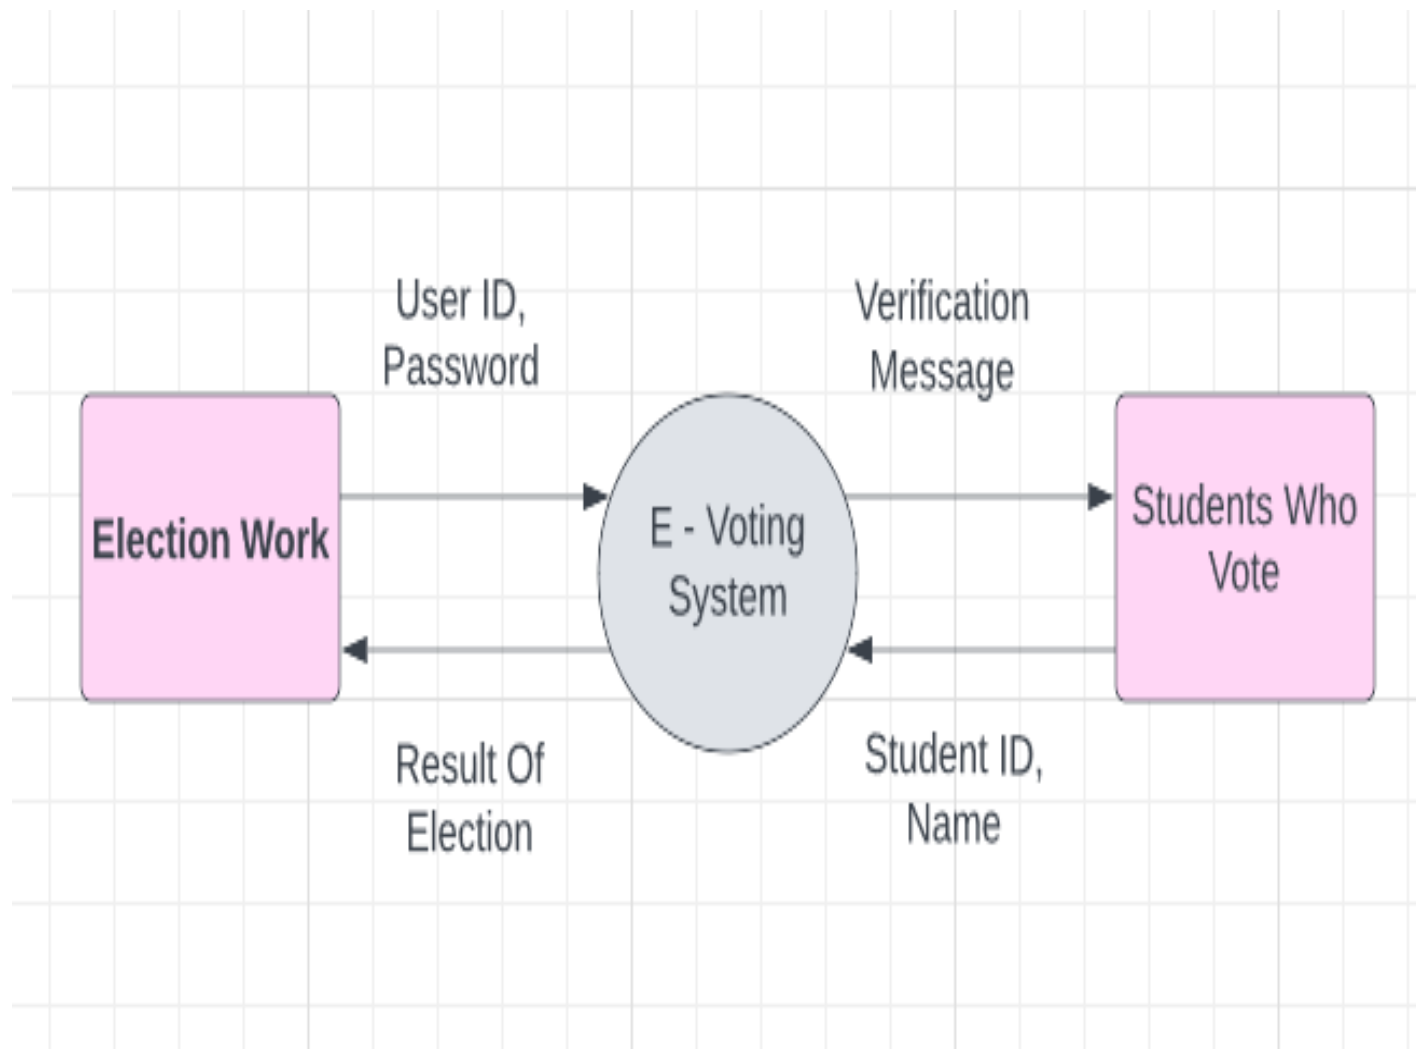 User ID,
Password
Verification
Message
Election Work
E - Voting
System
Students Who
Vote
Result Of
Election
Student ID,
Name